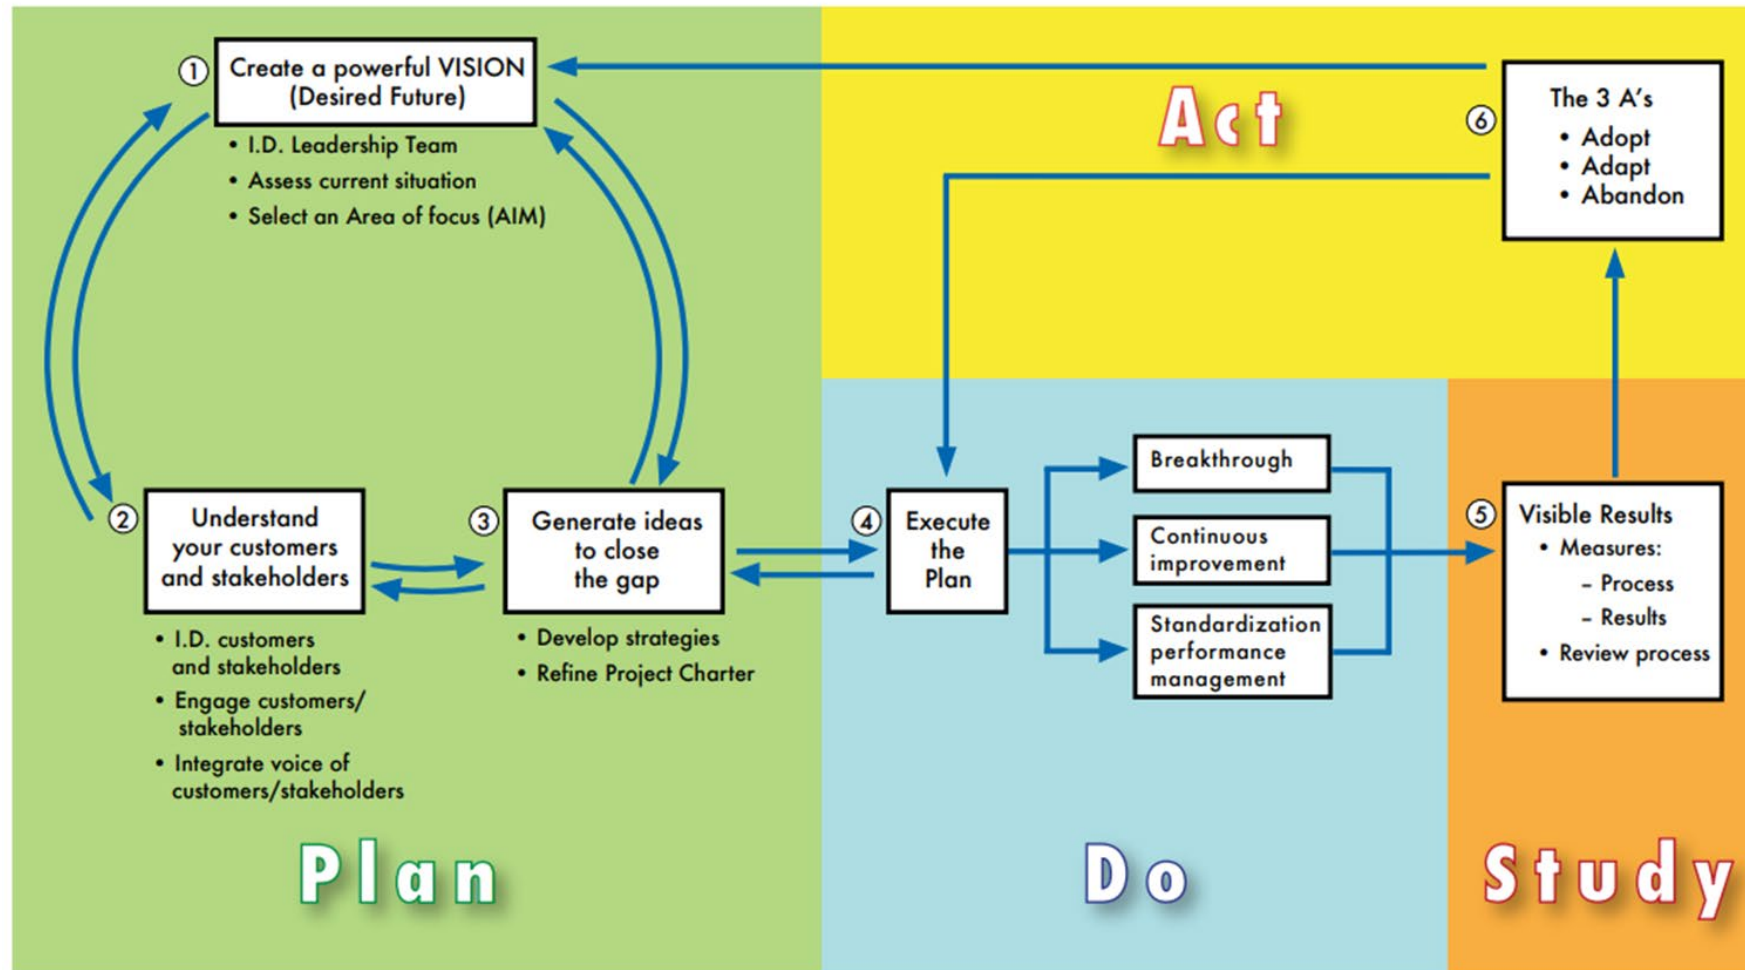 1
Create a powerful VISION
(Desired Future)
• I.D. Leadership Team
• Assess current situation
• Select an Area of focus (AIM)
2
Understand
your customers
and stakeholders
• I.D. customers
and stakeholders
• Engage customers/
stakeholders
• Integrate voice of
customers/stakeholders
3
Generate ideas
to close
the gap
• Develop strategies
• Refine Project Charter
Plan
4
Execute
the
Plan
Breakthrough
Continuous
improvement
Standardization
performance
management
Do
5
Visible Results
• Measures:
– Process
– Results
• Review process
Study
6
The 3 A's
• Adopt
• Adapt
• Abandon
Act